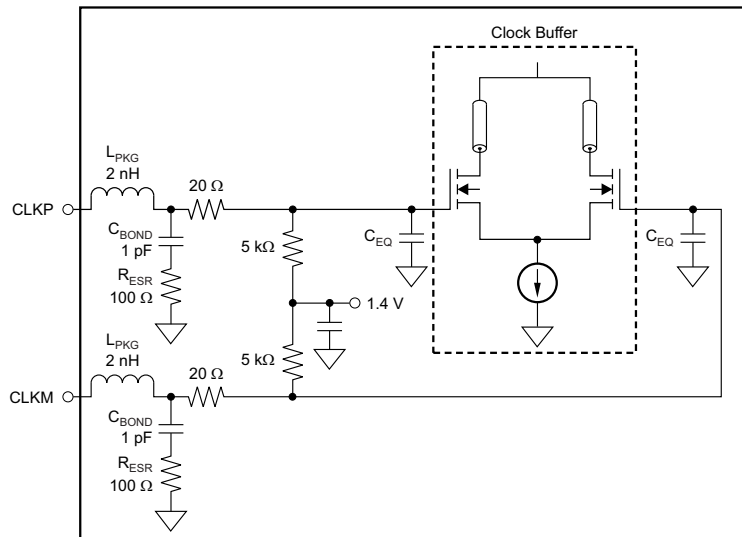 Clock Buffer
L_PKG
2 nH
20 Ω
CLKP
C_BOND
1 pF
5 kΩ
C_EQ
C_EQ
R_ESR
100 Ω
1.4 V
L_PKG
2 nH
5 kΩ
20 Ω
CLKM
C_BOND
1 pF
R_ESR
100 Ω